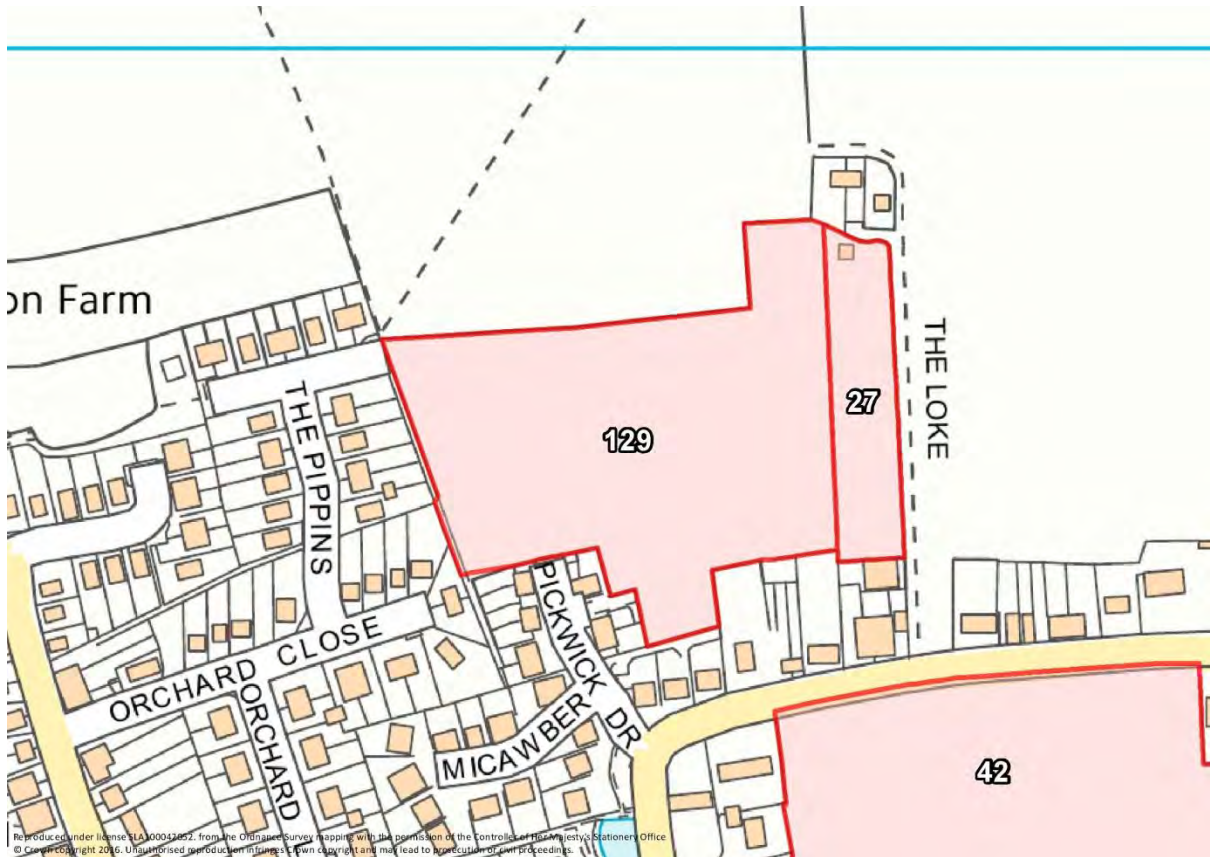 on Farm
THE LOKE
27
129
THE PIPPINS
PICKWICK DR
ORCHARD CLOSE
ORCHARD
MICAWBER
42
Reproduced under license SLA100042052. from the Ordnance Survey mapping with the permission of the Controller of Her Majesty's Stationery Office
© Crown copyright 2016. Unauthorised reproduction infringes Crown copyright and may lead to prosecution or civil proceedings.